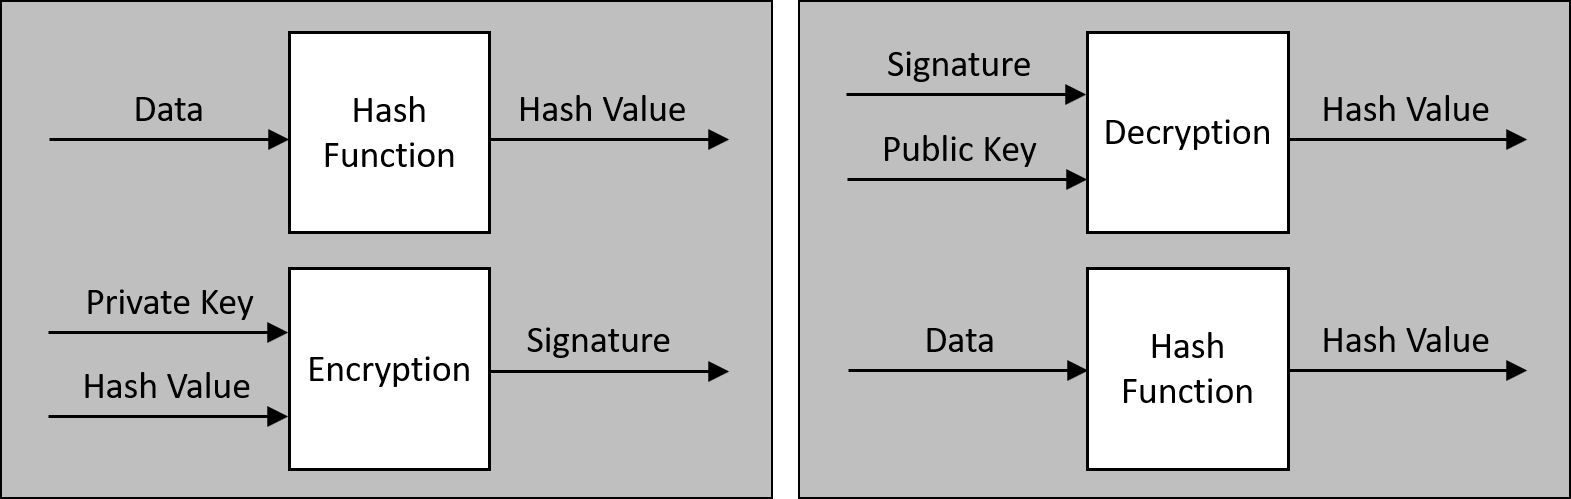 Data
Hash
Function
Hash Value
Private Key
Hash Value
Encryption
Signature
Signature
Public Key
Decryption
Hash Value
Data
Hash
Function
Hash Value